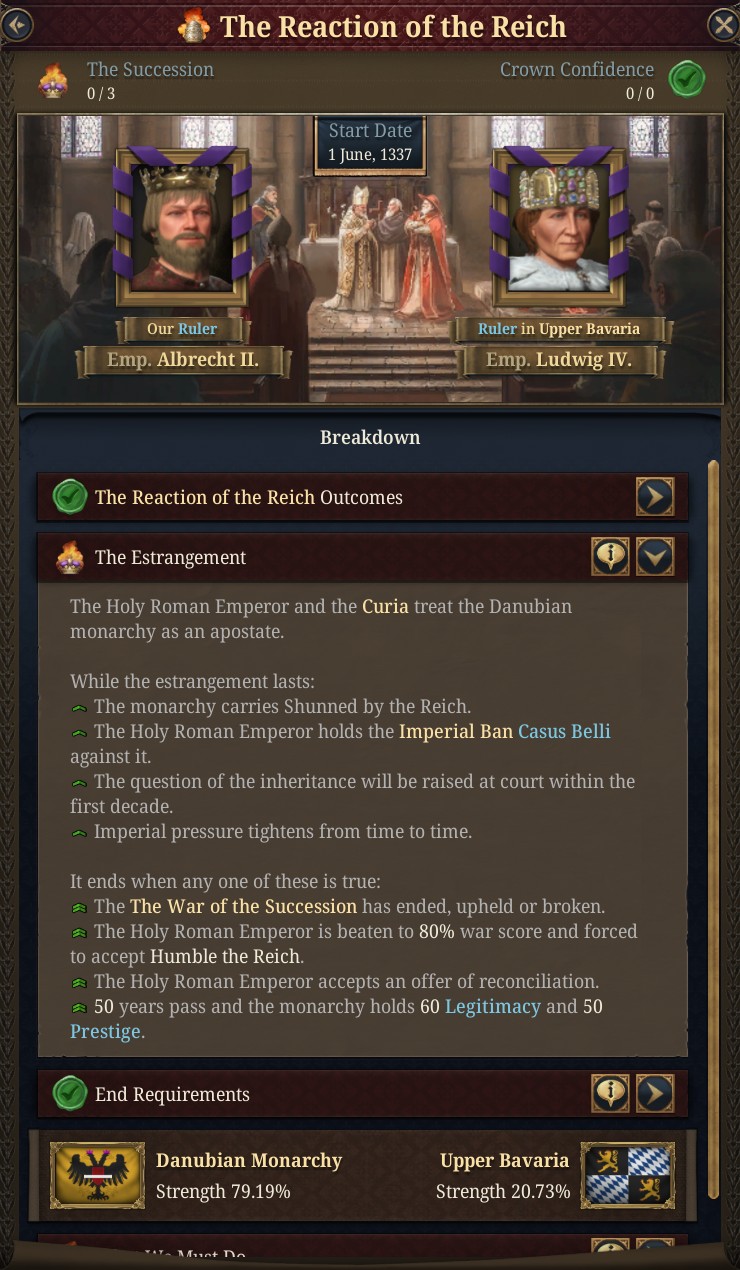 The Reaction of the Reich
The Succession
0 / 3
Crown Confidence
0 / 0
Start Date
1 June, 1337
Our Ruler
Emp. Albrecht II.
Ruler in Upper Bavaria
Emp. Ludwig IV.
Breakdown
The Reaction of the Reich Outcomes
The Estrangement
The Holy Roman Emperor and the Curia treat the Danubian
monarchy as an apostate.
While the estrangement lasts:
The monarchy carries Shunned by the Reich.
The Holy Roman Emperor holds the Imperial Ban Casus Belli
against it.
The question of the inheritance will be raised at court within the
first decade.
Imperial pressure tightens from time to time.
It ends when any one of these is true:
The The War of the Succession has ended, upheld or broken.
The Holy Roman Emperor is beaten to 80% war score and forced
to accept Humble the Reich.
The Holy Roman Emperor accepts an offer of reconciliation.
50 years pass and the monarchy holds 60 Legitimacy and 50
Prestige.
End Requirements
Danubian Monarchy
Strength 79.19%
Upper Bavaria
Strength 20.73%
We Must Do